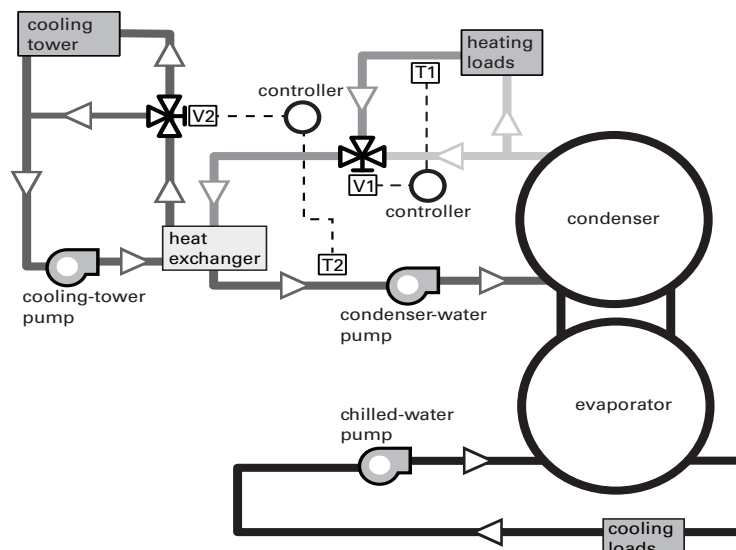 cooling
tower
heating
loads
T1
controller
V2
V1
controller
condenser
heat
exchanger
T2
cooling-tower
pump
condenser-water
pump
evaporator
chilled-water
pump
cooling
loads